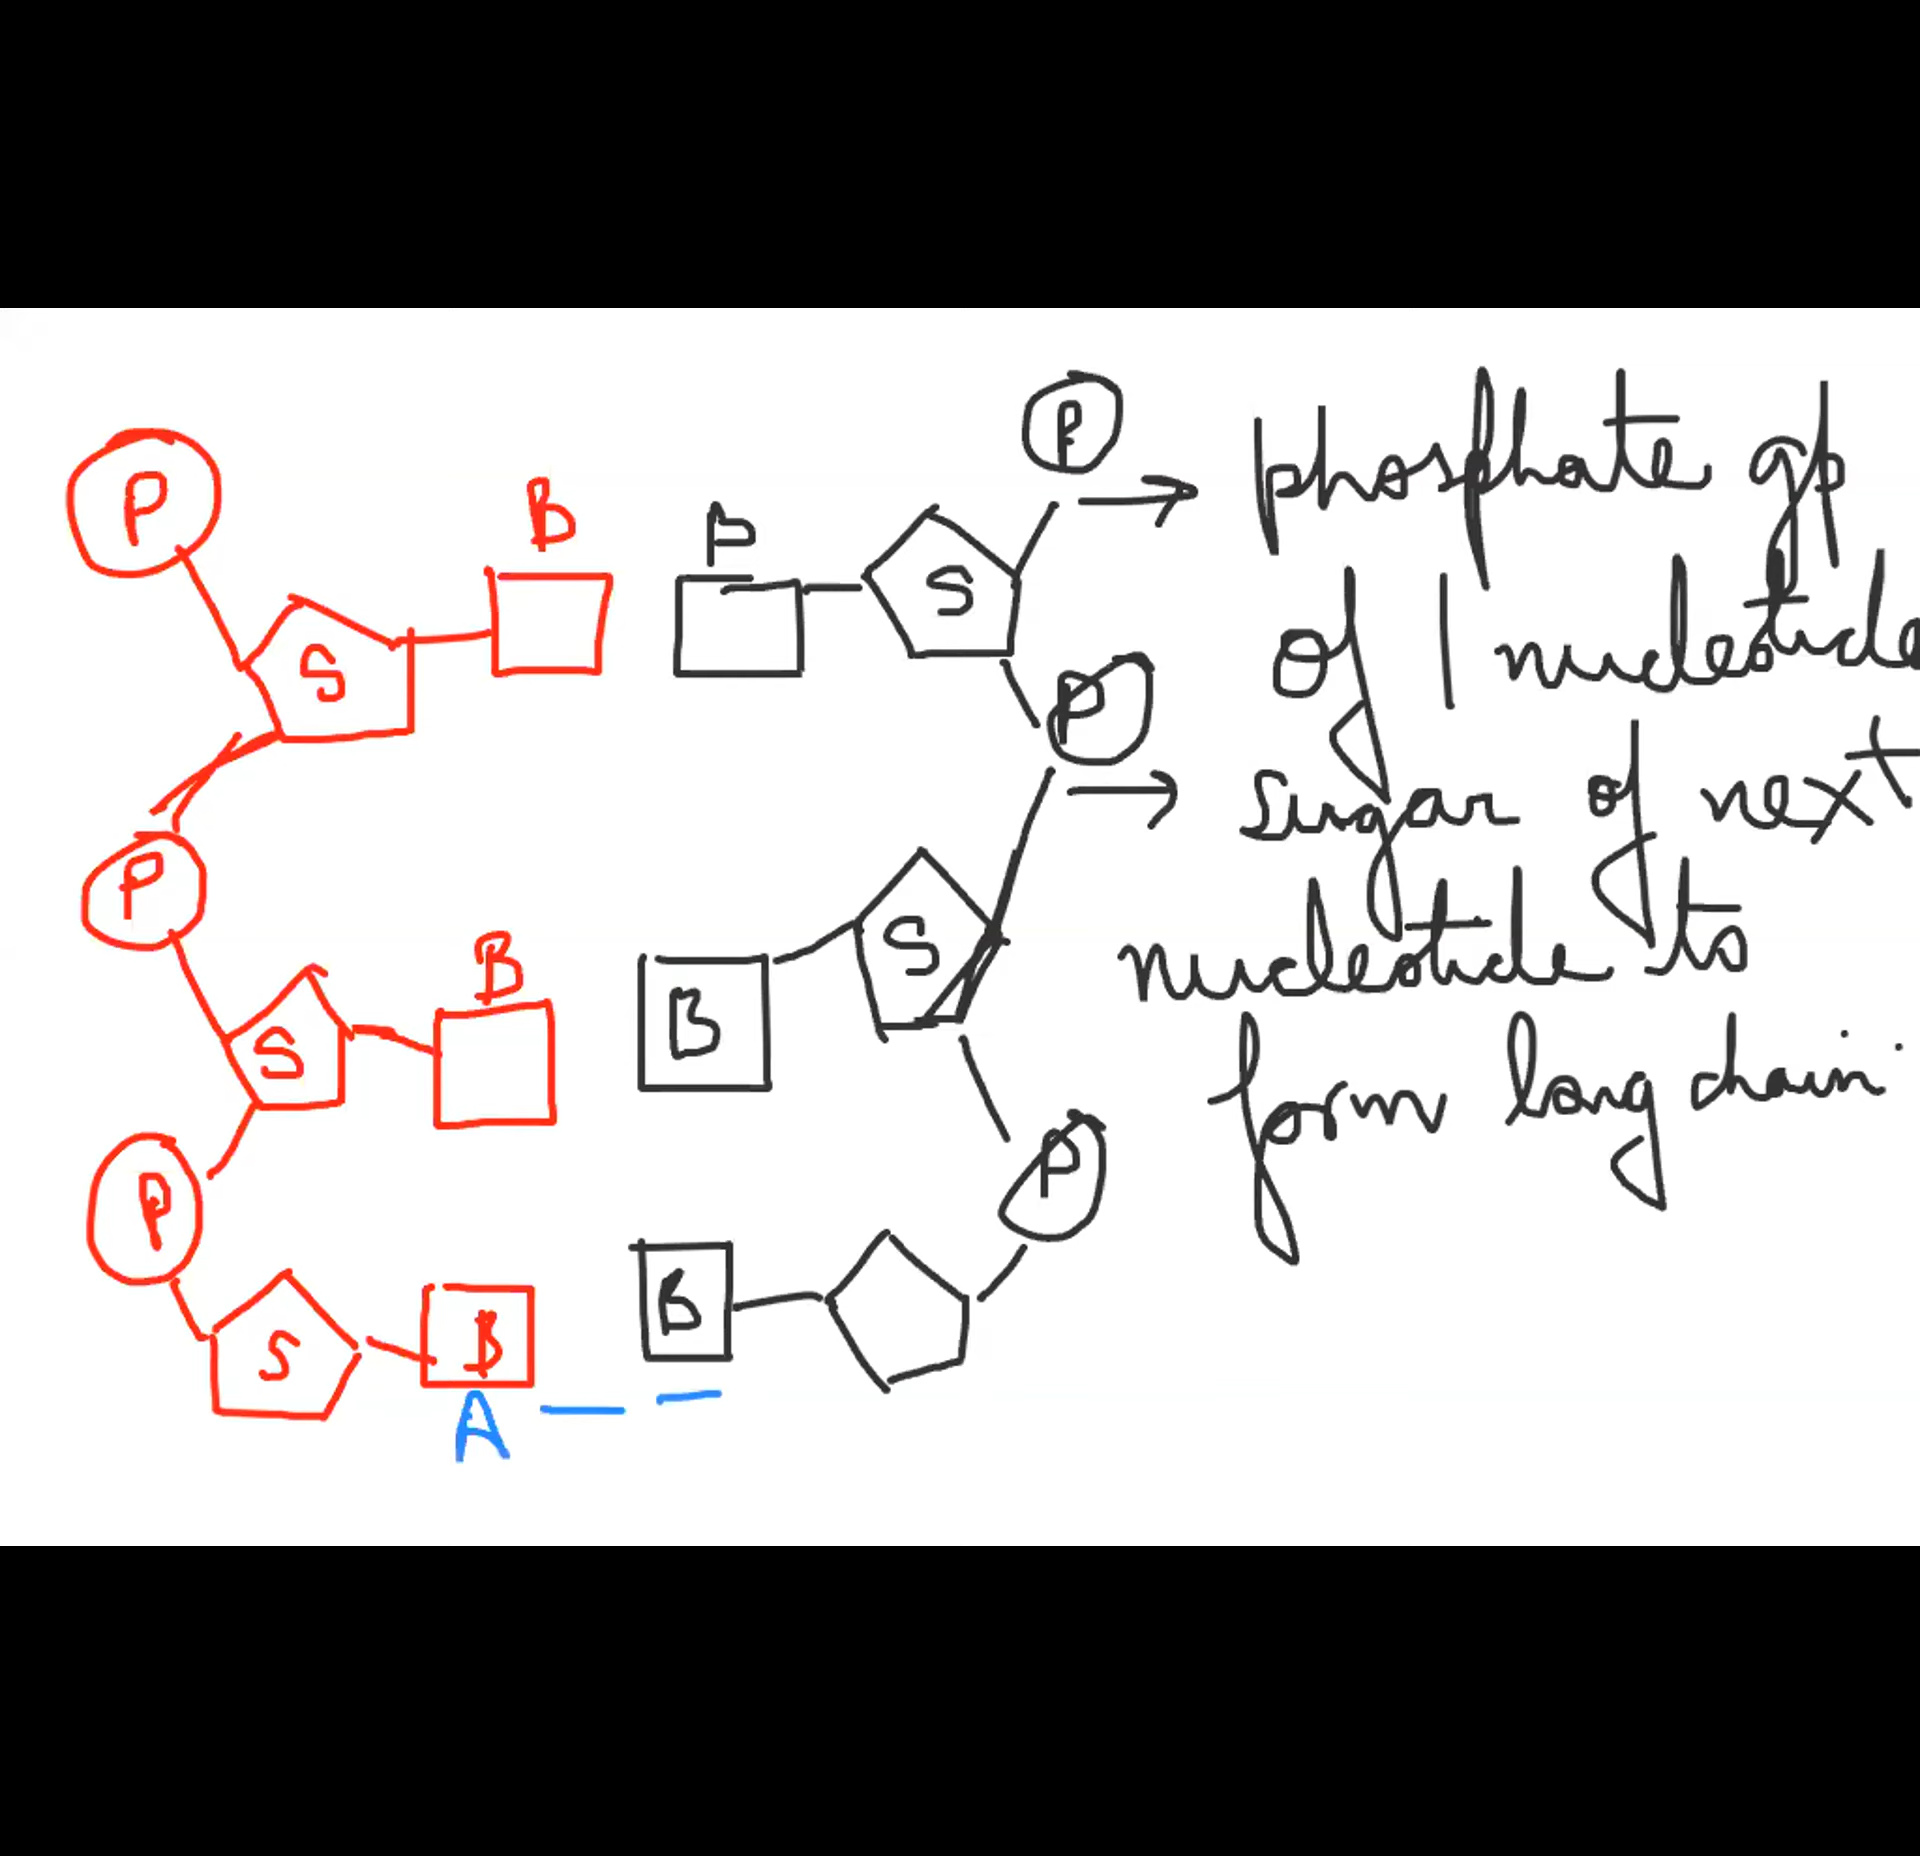 P
P
B
P
S
S
P
P
B
S
S
B
P
P
S
B
B
S
A
phosphate gp
of 1 nucleotide
sugar of next
nucleotide to
form long chain.